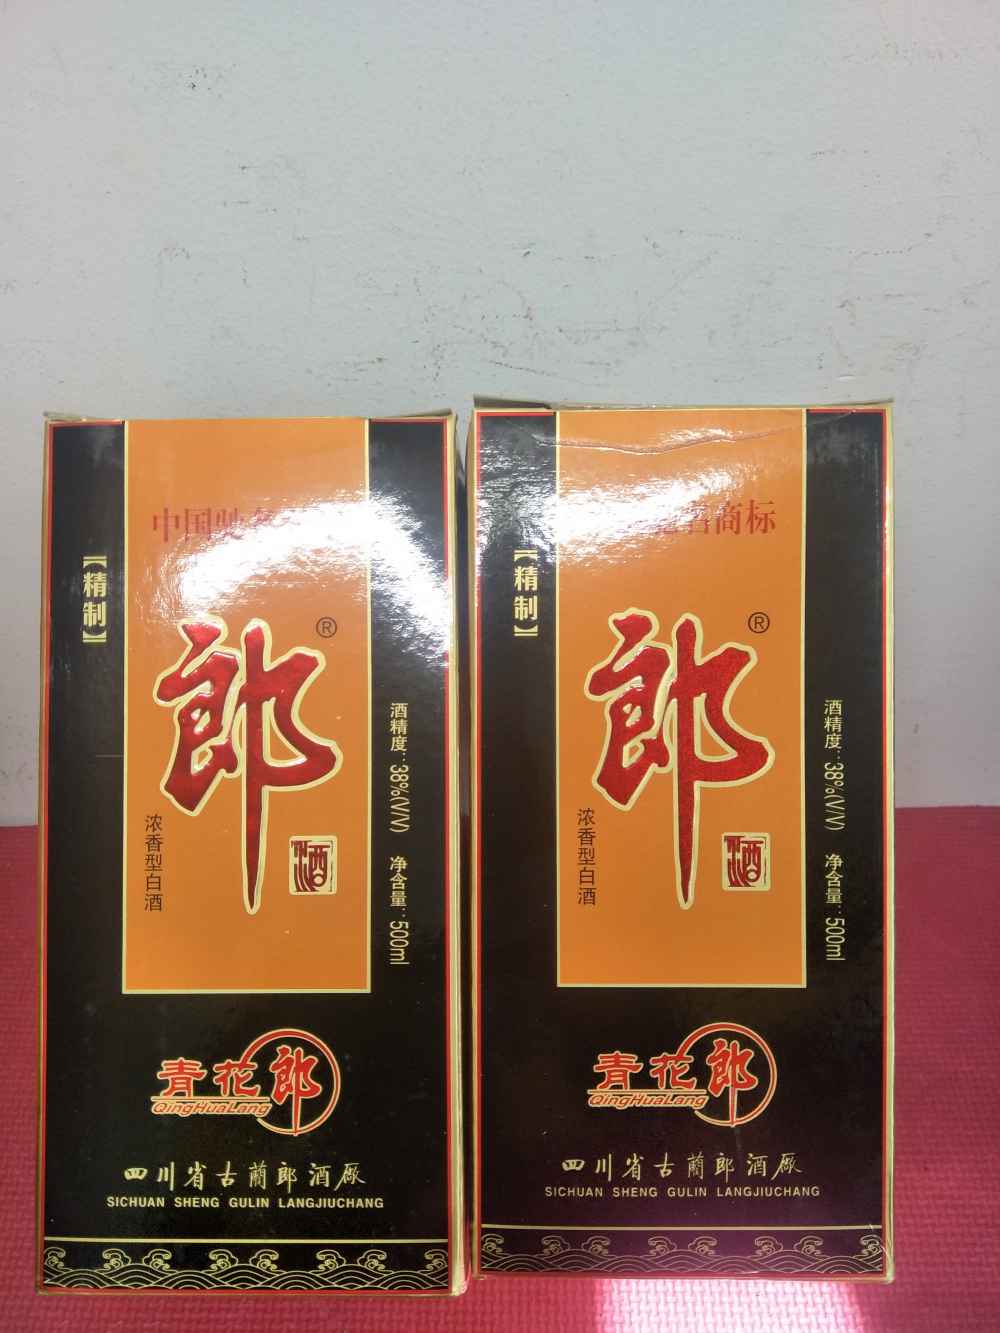 中国驰名
【精制】
郎
®
酒
浓香型白酒
酒精度：38%(V/V) 净含量：500ml
青花郎
QingHuaLang
四川省古蔺郎酒厰
SICHUAN SHENG GULIN LANGJIUCHANG
名商标
【精制】
郎
®
酒
浓香型白酒
酒精度：38%(V/V) 净含量：500ml
青花郎
QingHuaLang
四川省古蔺郎酒厰
SICHUAN SHENG GULIN LANGJIUCHANG